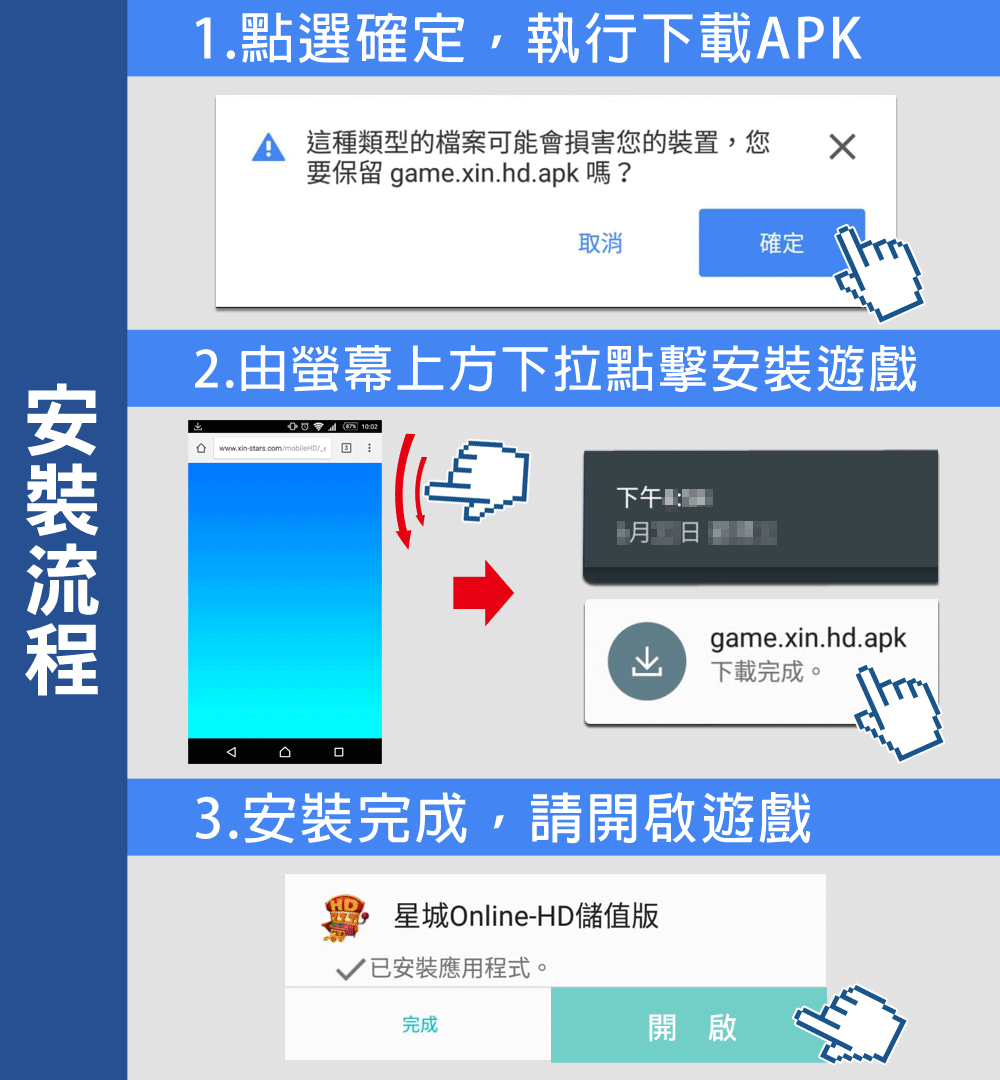 安裝流程
1.點選確定，執行下載APK
這種類型的檔案可能會損害您的裝置，您
要保留 game.xin.hd.apk 嗎？
取消
確定
2.由螢幕上方下拉點擊安裝遊戲
87% 10:02
www.xin-stars.com/mobileHD/_c
3
下午
月 日
game.xin.hd.apk
下載完成。
3.安裝完成，請開啟遊戲
HD
星城Online-HD儲值版
已安裝應用程式。
完成
開 啟